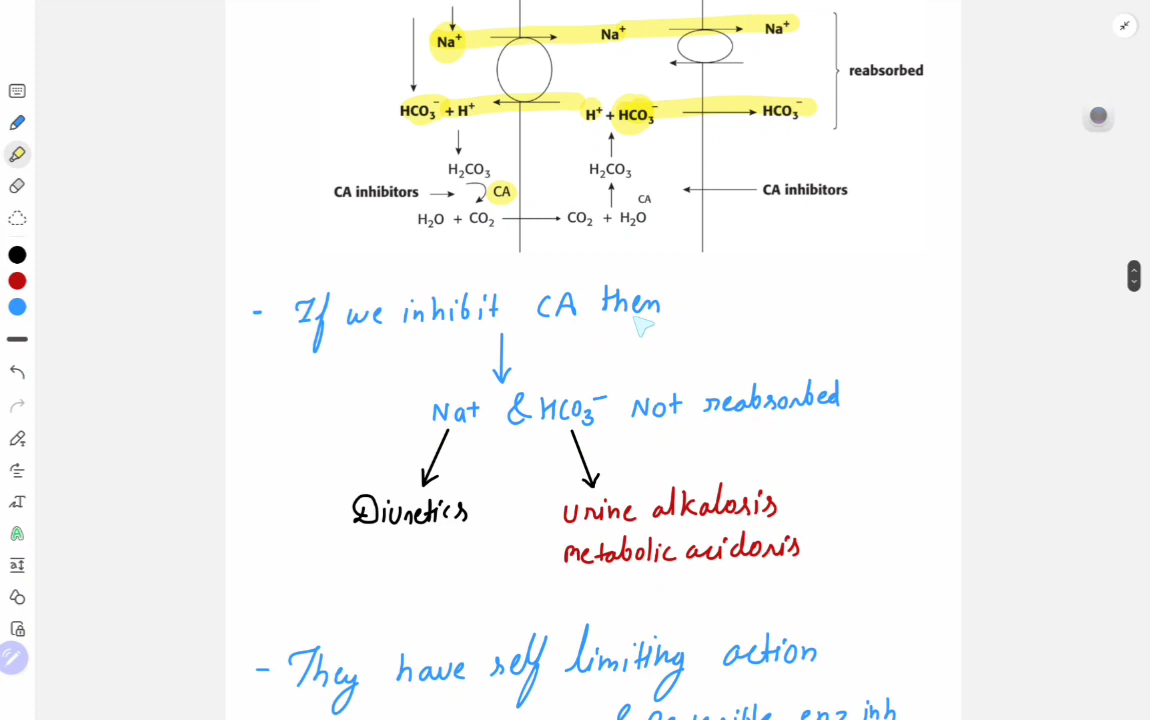 Na⁺ Na⁺ Na⁺
reabsorbed
HCO₃⁻ + H⁺ H⁺ + HCO₃⁻ HCO₃⁻
H₂CO₃ H₂CO₃
CA inhibitors CA CA CA inhibitors
H₂O + CO₂ CO₂ + H₂O
- If we inhibit CA then
Na+ & HCO₃⁻ Not reabsorbed
Diuretics
urine alkalosis
metabolic acidosis
- They have self limiting action